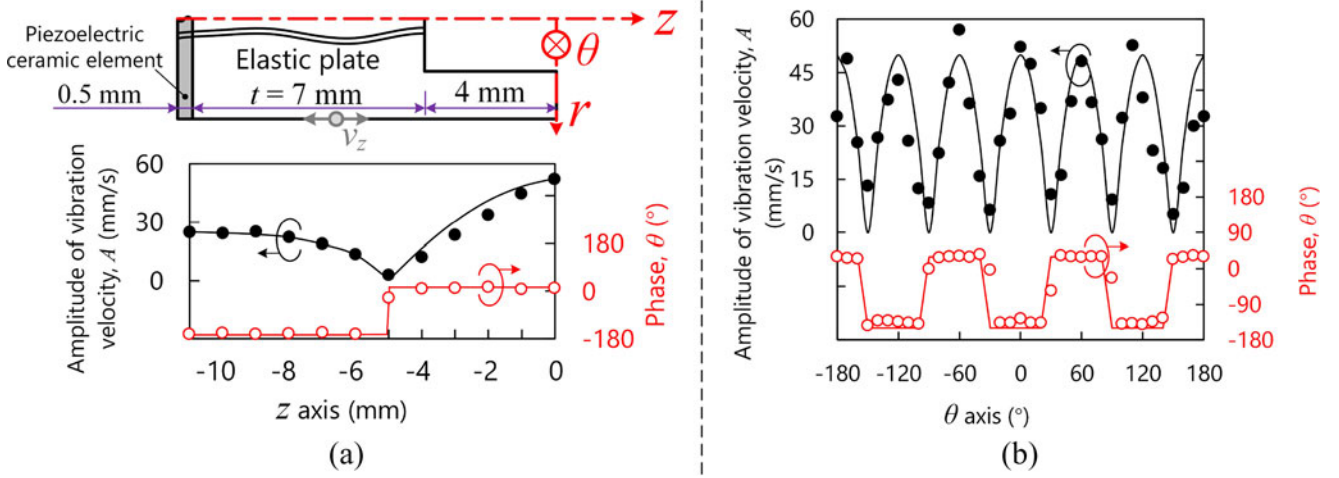 z
Piezoelectric
ceramic element
Elastic plate
θ
0.5 mm
t = 7 mm
4 mm
r
v_z
Amplitude of vibration
velocity, A (mm/s)
60
30
0
180
0
-180
Phase, θ (°)
-10 -8 -6 -4 -2 0
z axis (mm)
(a)
Amplitude of vibration velocity, A
(mm/s)
60
45
30
15
0
180
90
0
-90
-180
Phase, θ (°)
-180 -120 -60 0 60 120 180
θ axis (°)
(b)